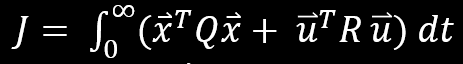 J = ∫₀^∞ (x⃗ᵀQx⃗ + u⃗ᵀR u⃗) dt